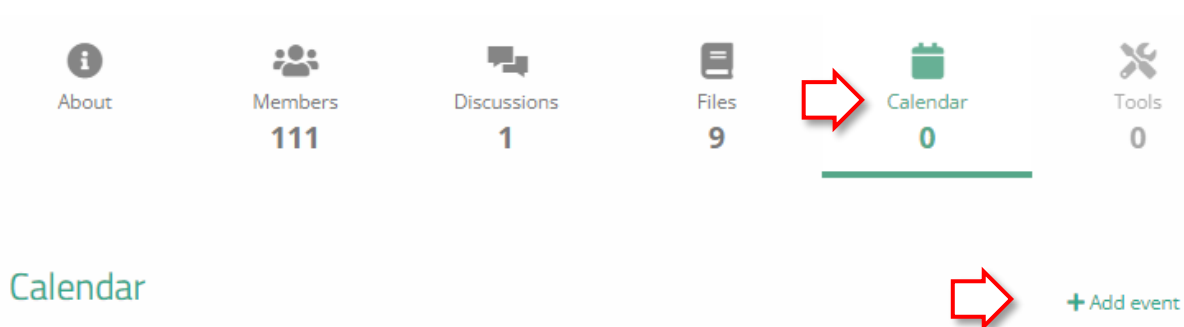 About Members Discussions Files Calendar Tools
111 1 9 0 0
Calendar
+ Add event